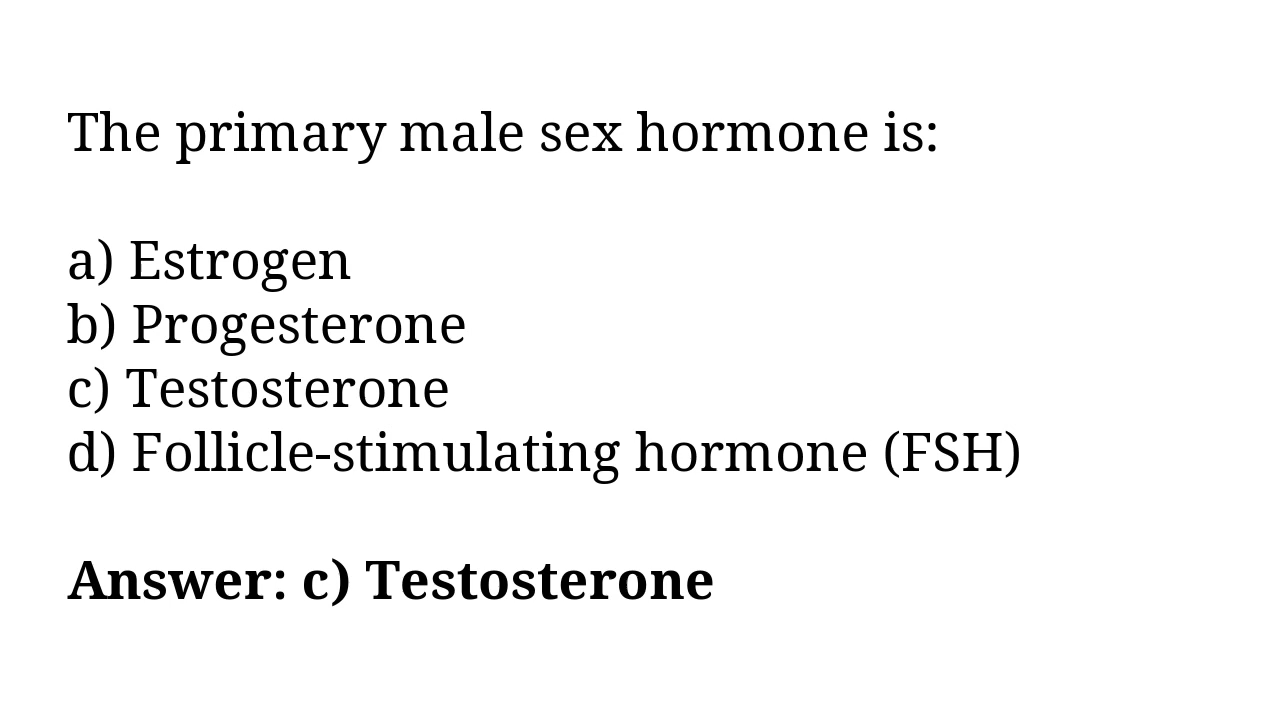 The primary male sex hormone is:
a) Estrogen
b) Progesterone
c) Testosterone
d) Follicle-stimulating hormone (FSH)
Answer: c) Testosterone